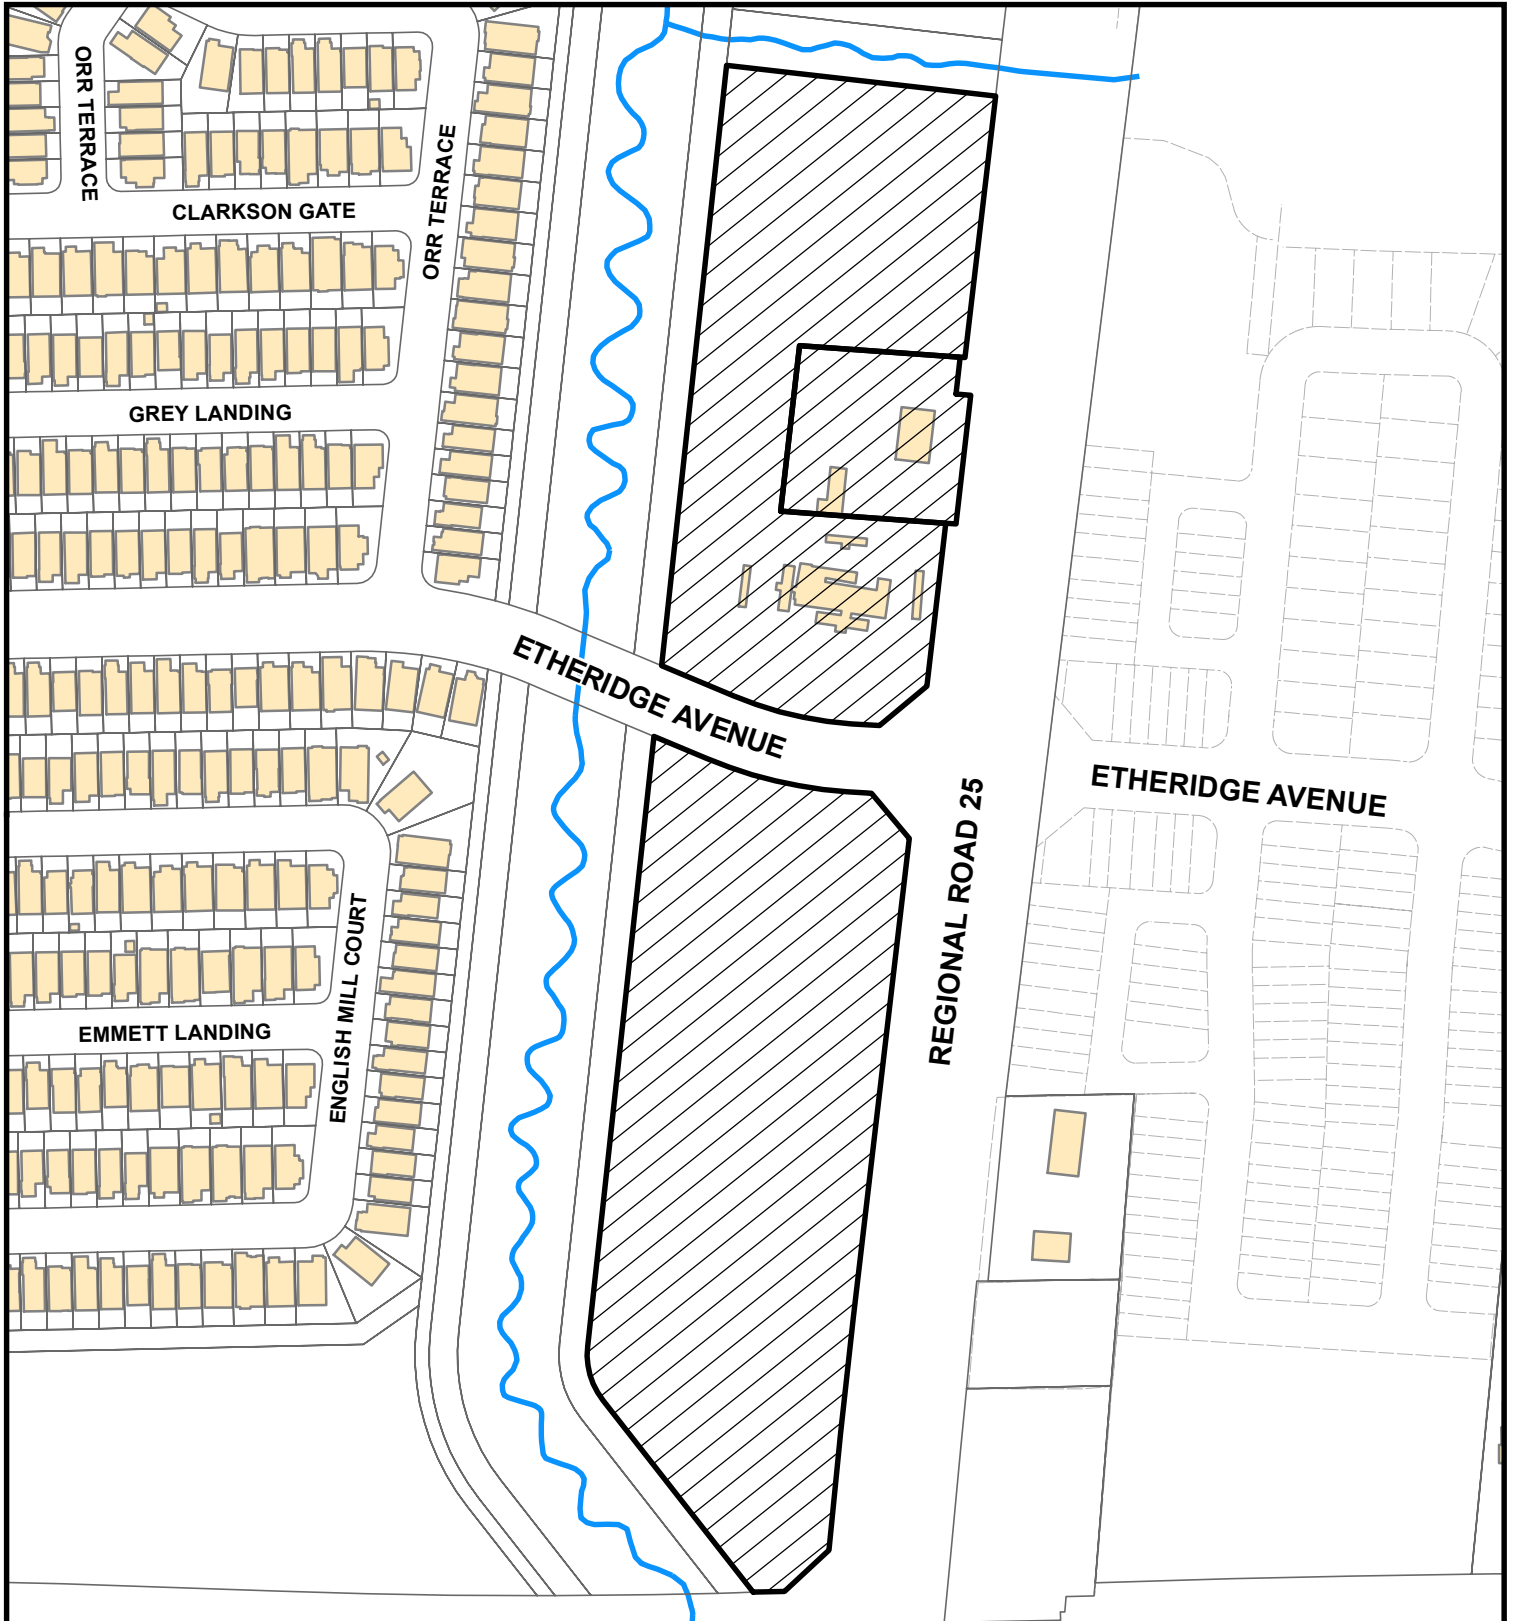 ORR TERRACE
CLARKSON GATE
ORR TERRACE
GREY LANDING
ETHERIDGE AVENUE
ETHERIDGE AVENUE
REGIONAL ROAD 25
ENGLISH MILL COURT
EMMETT LANDING